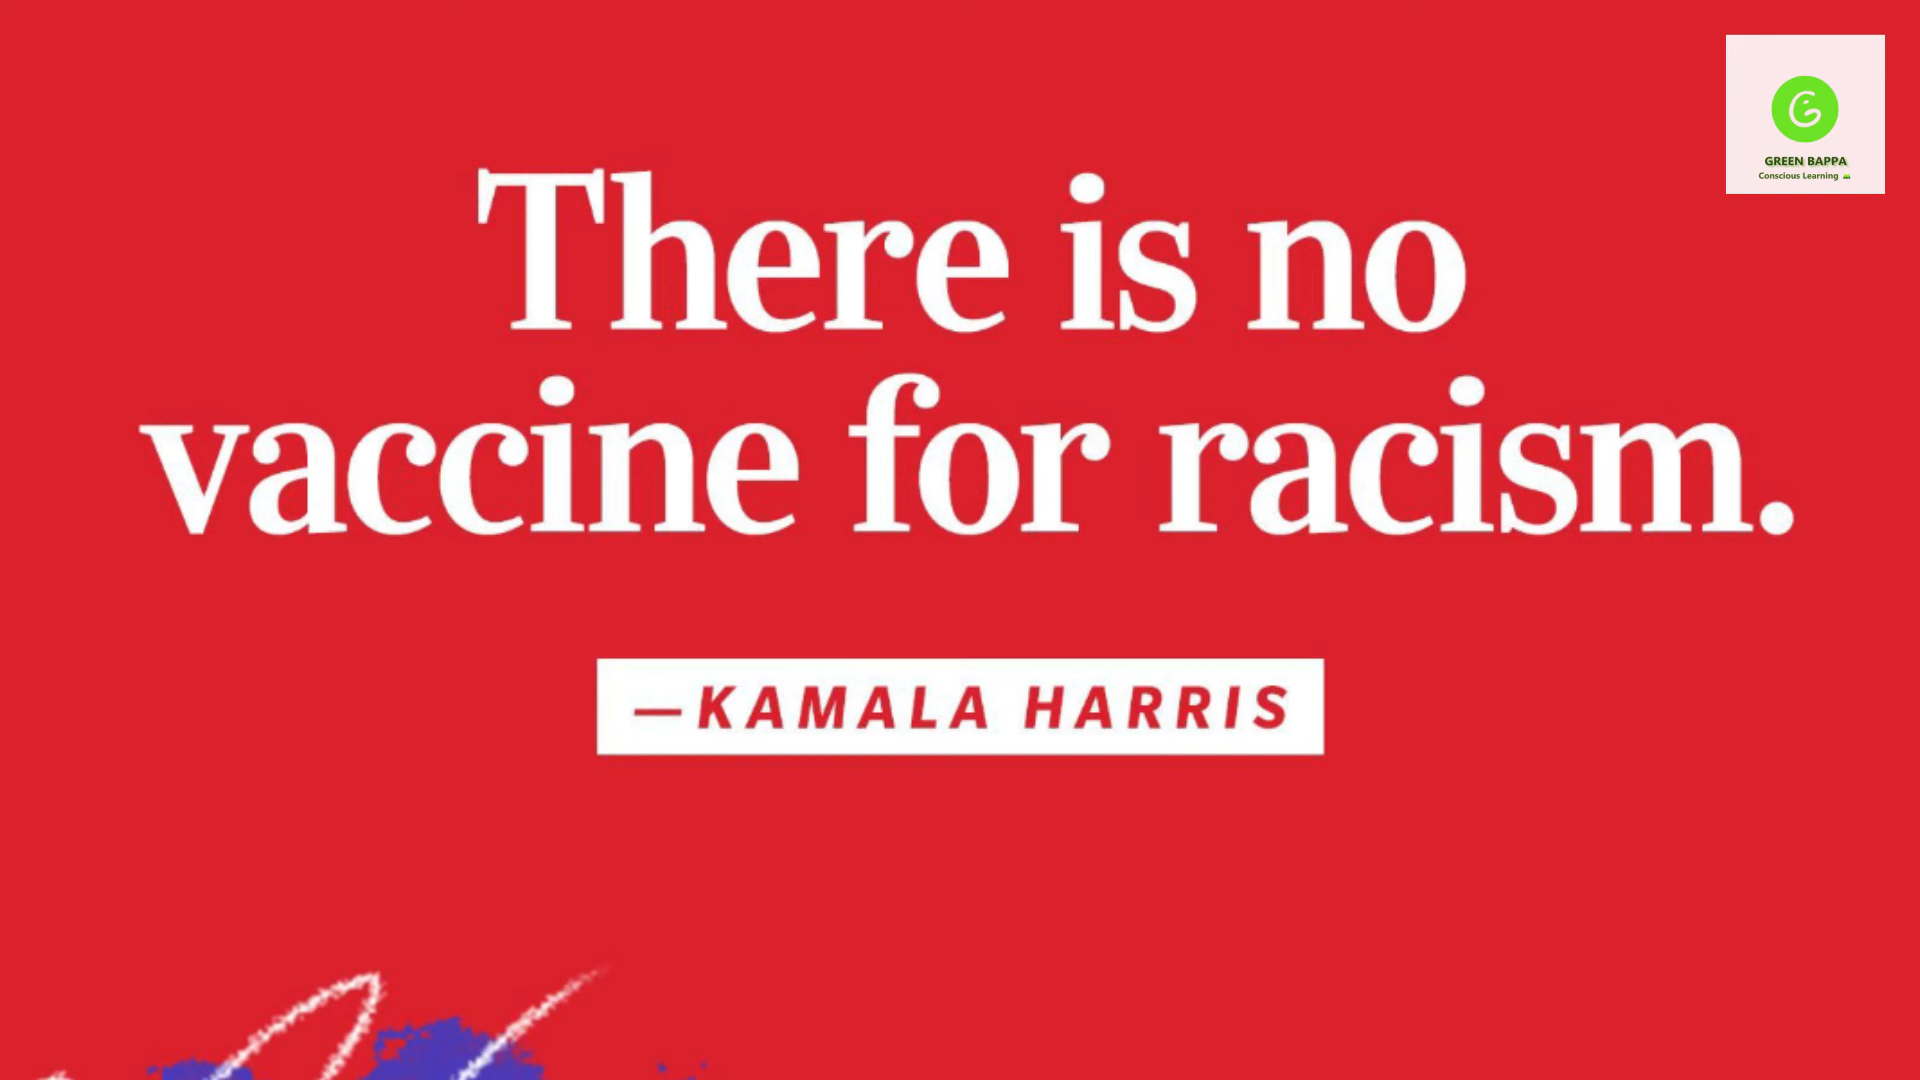 There is no
vaccine for racism.
—KAMALA HARRIS
GREEN BAPPA
Conscious Learning